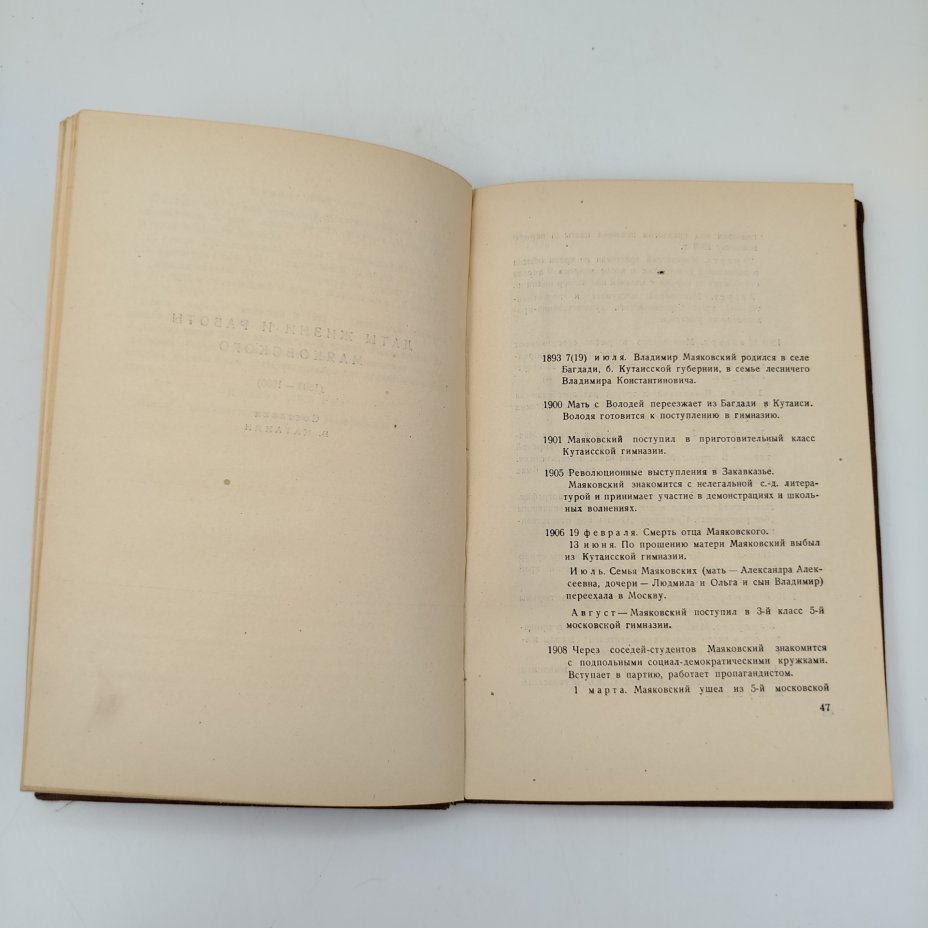 1893 7(19) июля. Владимир Маяковский родился в селе
Багдади, б. Кутаисской губернии, в семье лесничего
Владимира Константиновича.
1900 Мать с Володей переезжает из Багдади в Кутаиси.
Володя готовится к поступлению в гимназию.
1901 Маяковский поступил в приготовительный класс
Кутаисской гимназии.
1905 Революционные выступления в Закавказье.
Маяковский знакомится с нелегальной с.-д. литера-
турой и принимает участие в демонстрациях и школь-
ных волнениях.
1906 19 февраля. Смерть отца Маяковского.
13 июня. По прошению матери Маяковский выбыл
из Кутаисской гимназии.
Июль. Семья Маяковских (мать — Александра Алек-
сеевна, дочери — Людмила и Ольга и сын Владимир)
переехала в Москву.
Август — Маяковский поступил в 3-й класс 5-й
московской гимназии.
1908 Через соседей-студентов Маяковский знакомится
с подпольными социал-демократическими кружками.
Вступает в партию, работает пропагандистом.
1 марта. Маяковский ушел из 5-й московской
47